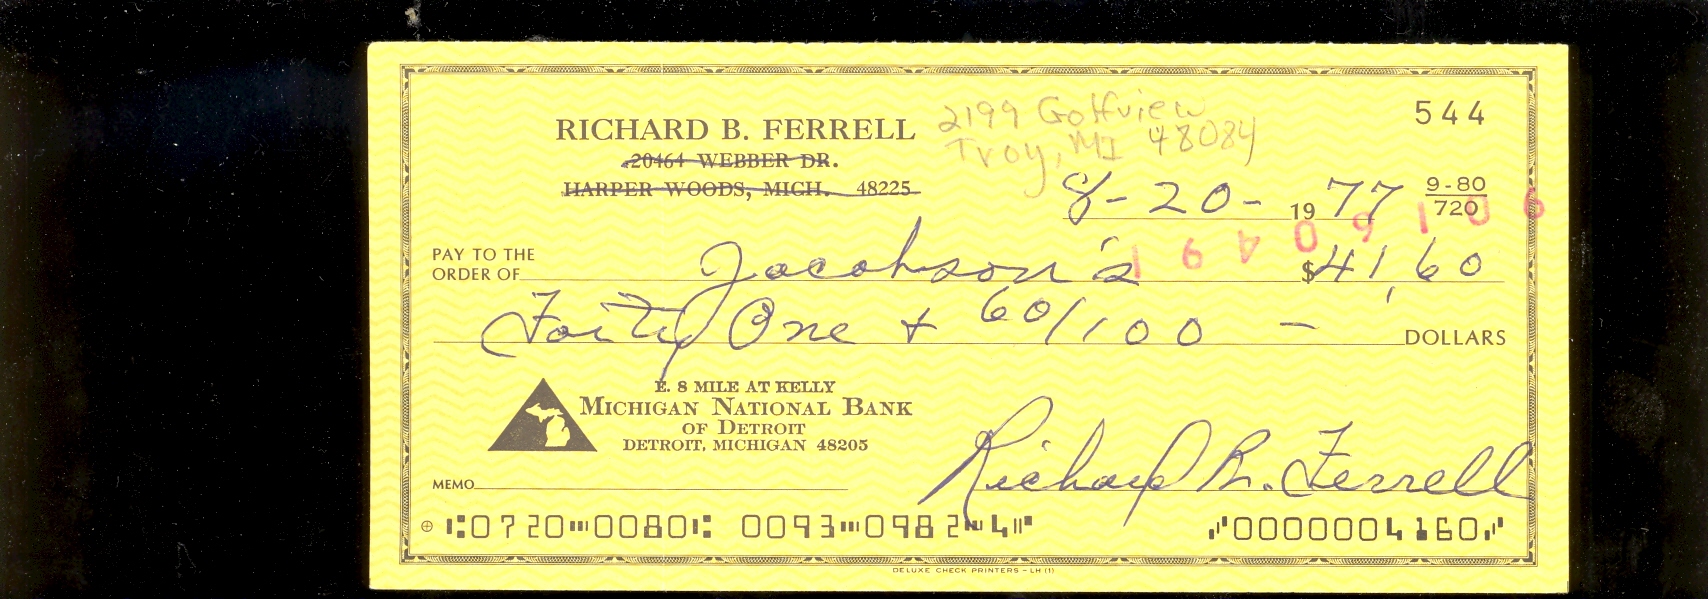 544
RICHARD B. FERRELL
2199 Golfview
20464 WEBBER DR.
Troy, MI 48084
HARPER WOODS, MICH. 48225
8-20- 1977
9-80
720
PAY TO THE
ORDER OF Jacobson's $41,60
Forty One + 60/100 — DOLLARS
E. 8 MILE AT KELLY
MICHIGAN NATIONAL BANK
OF DETROIT
DETROIT, MICHIGAN 48205
Richard B. Ferrell
MEMO
⑆0720⑉0080⑆ 0093⑉0982⑉4⑈ ⑇0000004160⑇
DELUXE CHECK PRINTERS - LH (1)